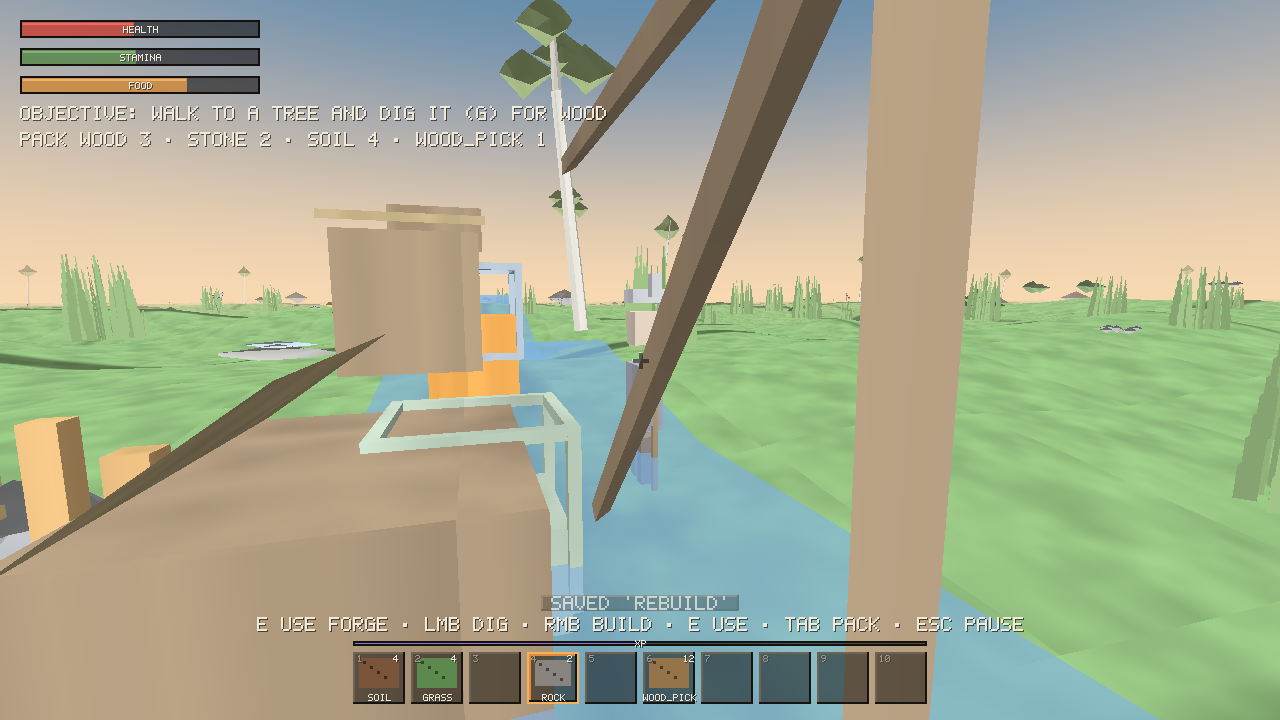 HEALTH
STAMINA
FOOD
OBJECTIVE: WALK TO A TREE AND DIG IT (G) FOR WOOD
PACK WOOD 3 · STONE 2 · SOIL 4 · WOOD_PICK 1
SAVED 'REBUILD'
E USE FORGE · LMB DIG · RMB BUILD · E USE · TAB PACK · ESC PAUSE
XP
1 4 2 4 3 4 2 5 6 12 7 8 9 10
SOIL GRASS ROCK WOOD_PICK